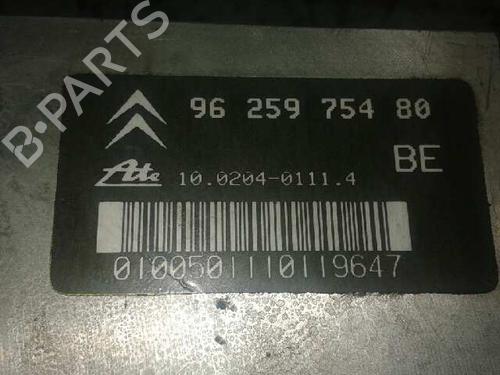 B-PARTS
96 259 754 80
BE
Ate 10.0204-0111.4
0100501110119647